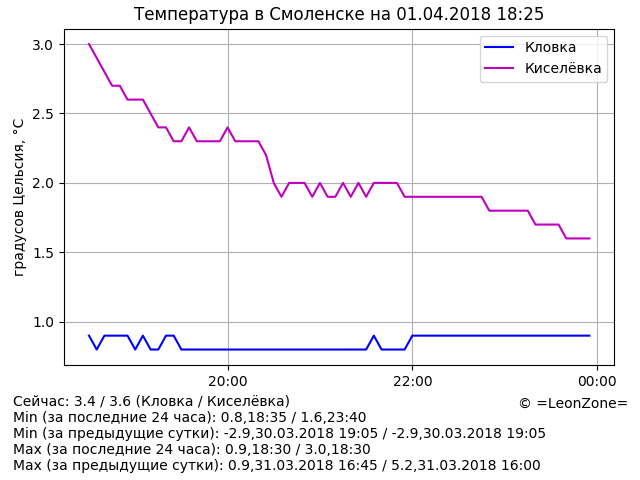 Температура в Смоленске на 01.04.2018 18:25
Кловка
Киселёвка
градусов Цельсия, °C
3.0
2.5
2.0
1.5
1.0
20:00
22:00
00:00
Сейчас: 3.4 / 3.6 (Кловка / Киселёвка)
© =LeonZone=
Min (за последние 24 часа): 0.8,18:35 / 1.6,23:40
Min (за предыдущие сутки): -2.9,30.03.2018 19:05 / -2.9,30.03.2018 19:05
Max (за последние 24 часа): 0.9,18:30 / 3.0,18:30
Max (за предыдущие сутки): 0.9,31.03.2018 16:45 / 5.2,31.03.2018 16:00